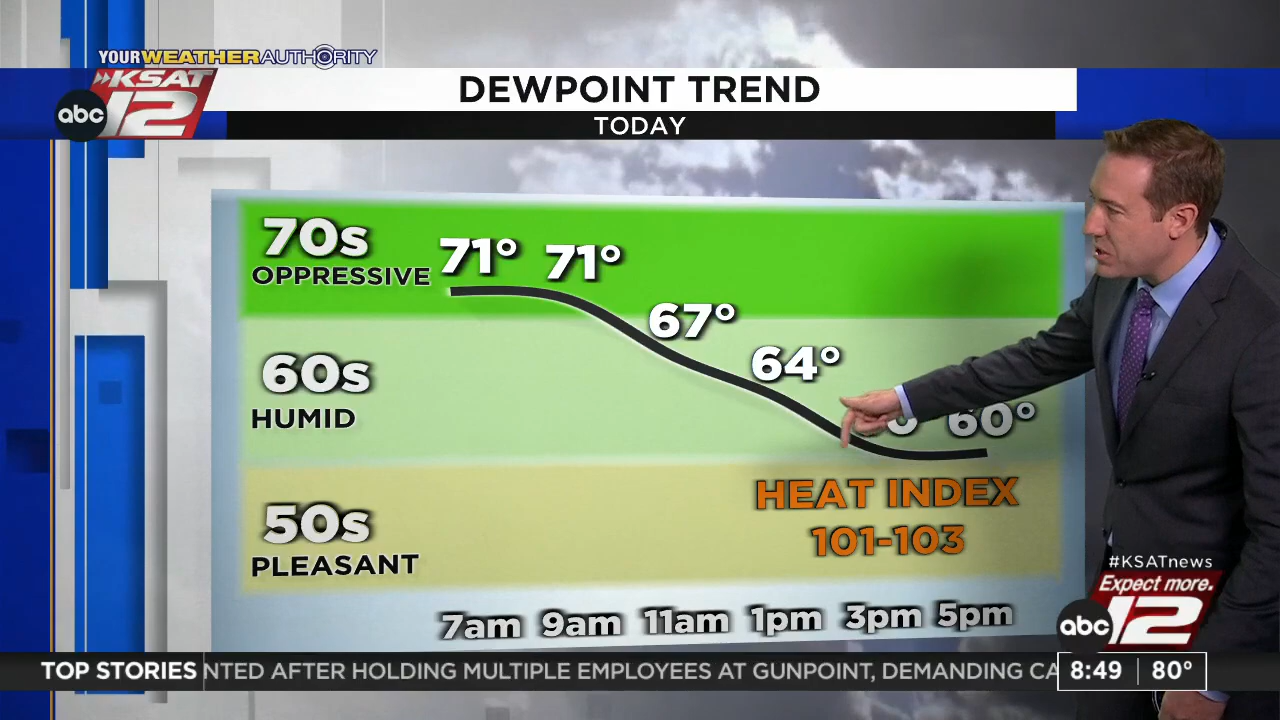 YOUR WEATHER AUTHORITY
KSAT
abc 12
DEWPOINT TREND
TODAY
70s
OPPRESSIVE
71° 71°
67°
60s
HUMID
64°
60°
50s
PLEASANT
HEAT INDEX
101-103
7am 9am 11am 1pm 3pm 5pm
#KSATnews
Expect more.
abc 12
TOP STORIES NTED AFTER HOLDING MULTIPLE EMPLOYEES AT GUNPOINT, DEMANDING CA
8:49 80°